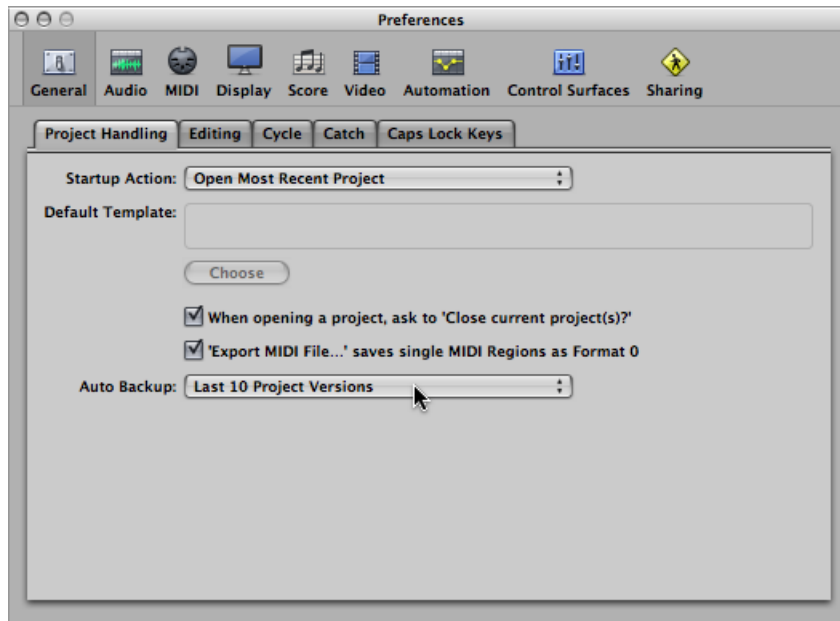 Preferences
General Audio MIDI Display Score Video Automation Control Surfaces Sharing
Project Handling Editing Cycle Catch Caps Lock Keys
Startup Action: Open Most Recent Project
Default Template:
Choose
When opening a project, ask to 'Close current project(s)?'
'Export MIDI File...' saves single MIDI Regions as Format 0
Auto Backup: Last 10 Project Versions